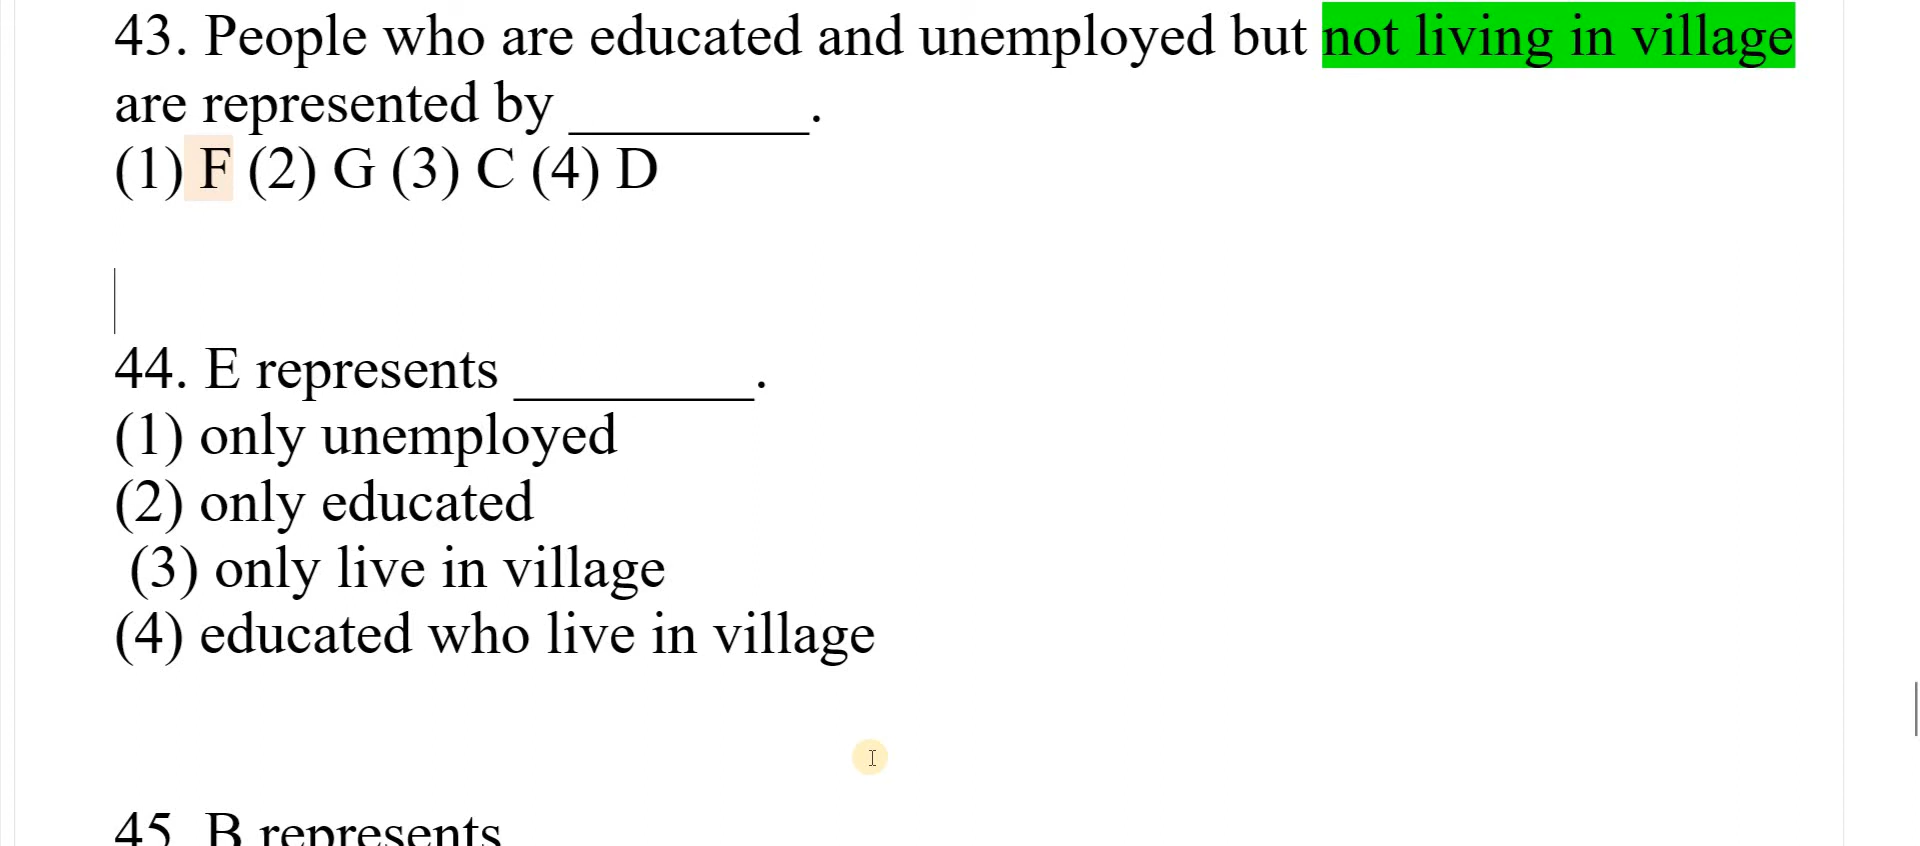 43. People who are educated and unemployed but not living in village
are represented by ________.
(1) F (2) G (3) C (4) D
44. E represents ________.
(1) only unemployed
(2) only educated
(3) only live in village
(4) educated who live in village
45. B represents